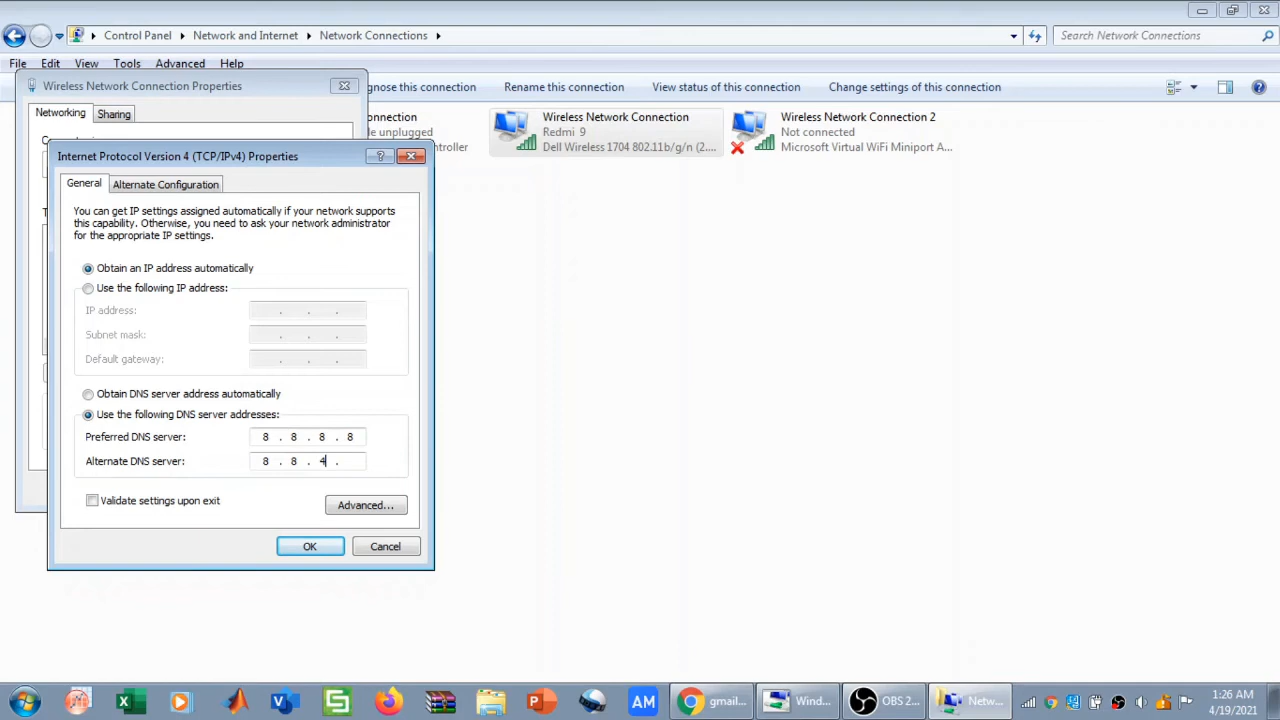 Control Panel
Network and Internet
Network Connections
Search Network Connections
File Edit View Tools Advanced Help
Wireless Network Connection Properties
gnose this connection
Rename this connection
View status of this connection
Change settings of this connection
Networking
Sharing
onnection
le unplugged
ontroller
Wireless Network Connection
Redmi 9
Dell Wireless 1704 802.11b/g/n (2....
Wireless Network Connection 2
Not connected
Microsoft Virtual WiFi Miniport A...
Internet Protocol Version 4 (TCP/IPv4) Properties
General
Alternate Configuration
You can get IP settings assigned automatically if your network supports
this capability. Otherwise, you need to ask your network administrator
for the appropriate IP settings.
Obtain an IP address automatically
Use the following IP address:
IP address: . . .
Subnet mask: . . .
Default gateway: . . .
Obtain DNS server address automatically
Use the following DNS server addresses:
Preferred DNS server: 8 . 8 . 8 . 8
Alternate DNS server: 8 . 8 . 4 .
Validate settings upon exit
Advanced...
OK
Cancel
AM
gmail...
Wind...
OBS 2...
Netw...
1:26 AM
4/19/2021